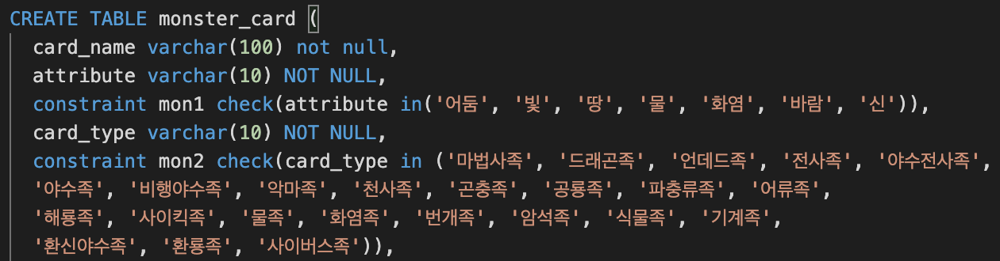 CREATE TABLE monster_card (
card_name varchar(100) not null,
attribute varchar(10) NOT NULL,
constraint mon1 check(attribute in('어둠', '빛', '땅', '물', '화염', '바람', '신')),
card_type varchar(10) NOT NULL,
constraint mon2 check(card_type in ('마법사족', '드래곤족', '언데드족', '전사족', '야수전사족',
'야수족', '비행야수족', '악마족', '천사족', '곤충족', '공룡족', '파충류족', '어류족',
'해룡족', '사이킥족', '물족', '화염족', '번개족', '암석족', '식물족', '기계족',
'환신야수족', '환룡족', '사이버스족')),